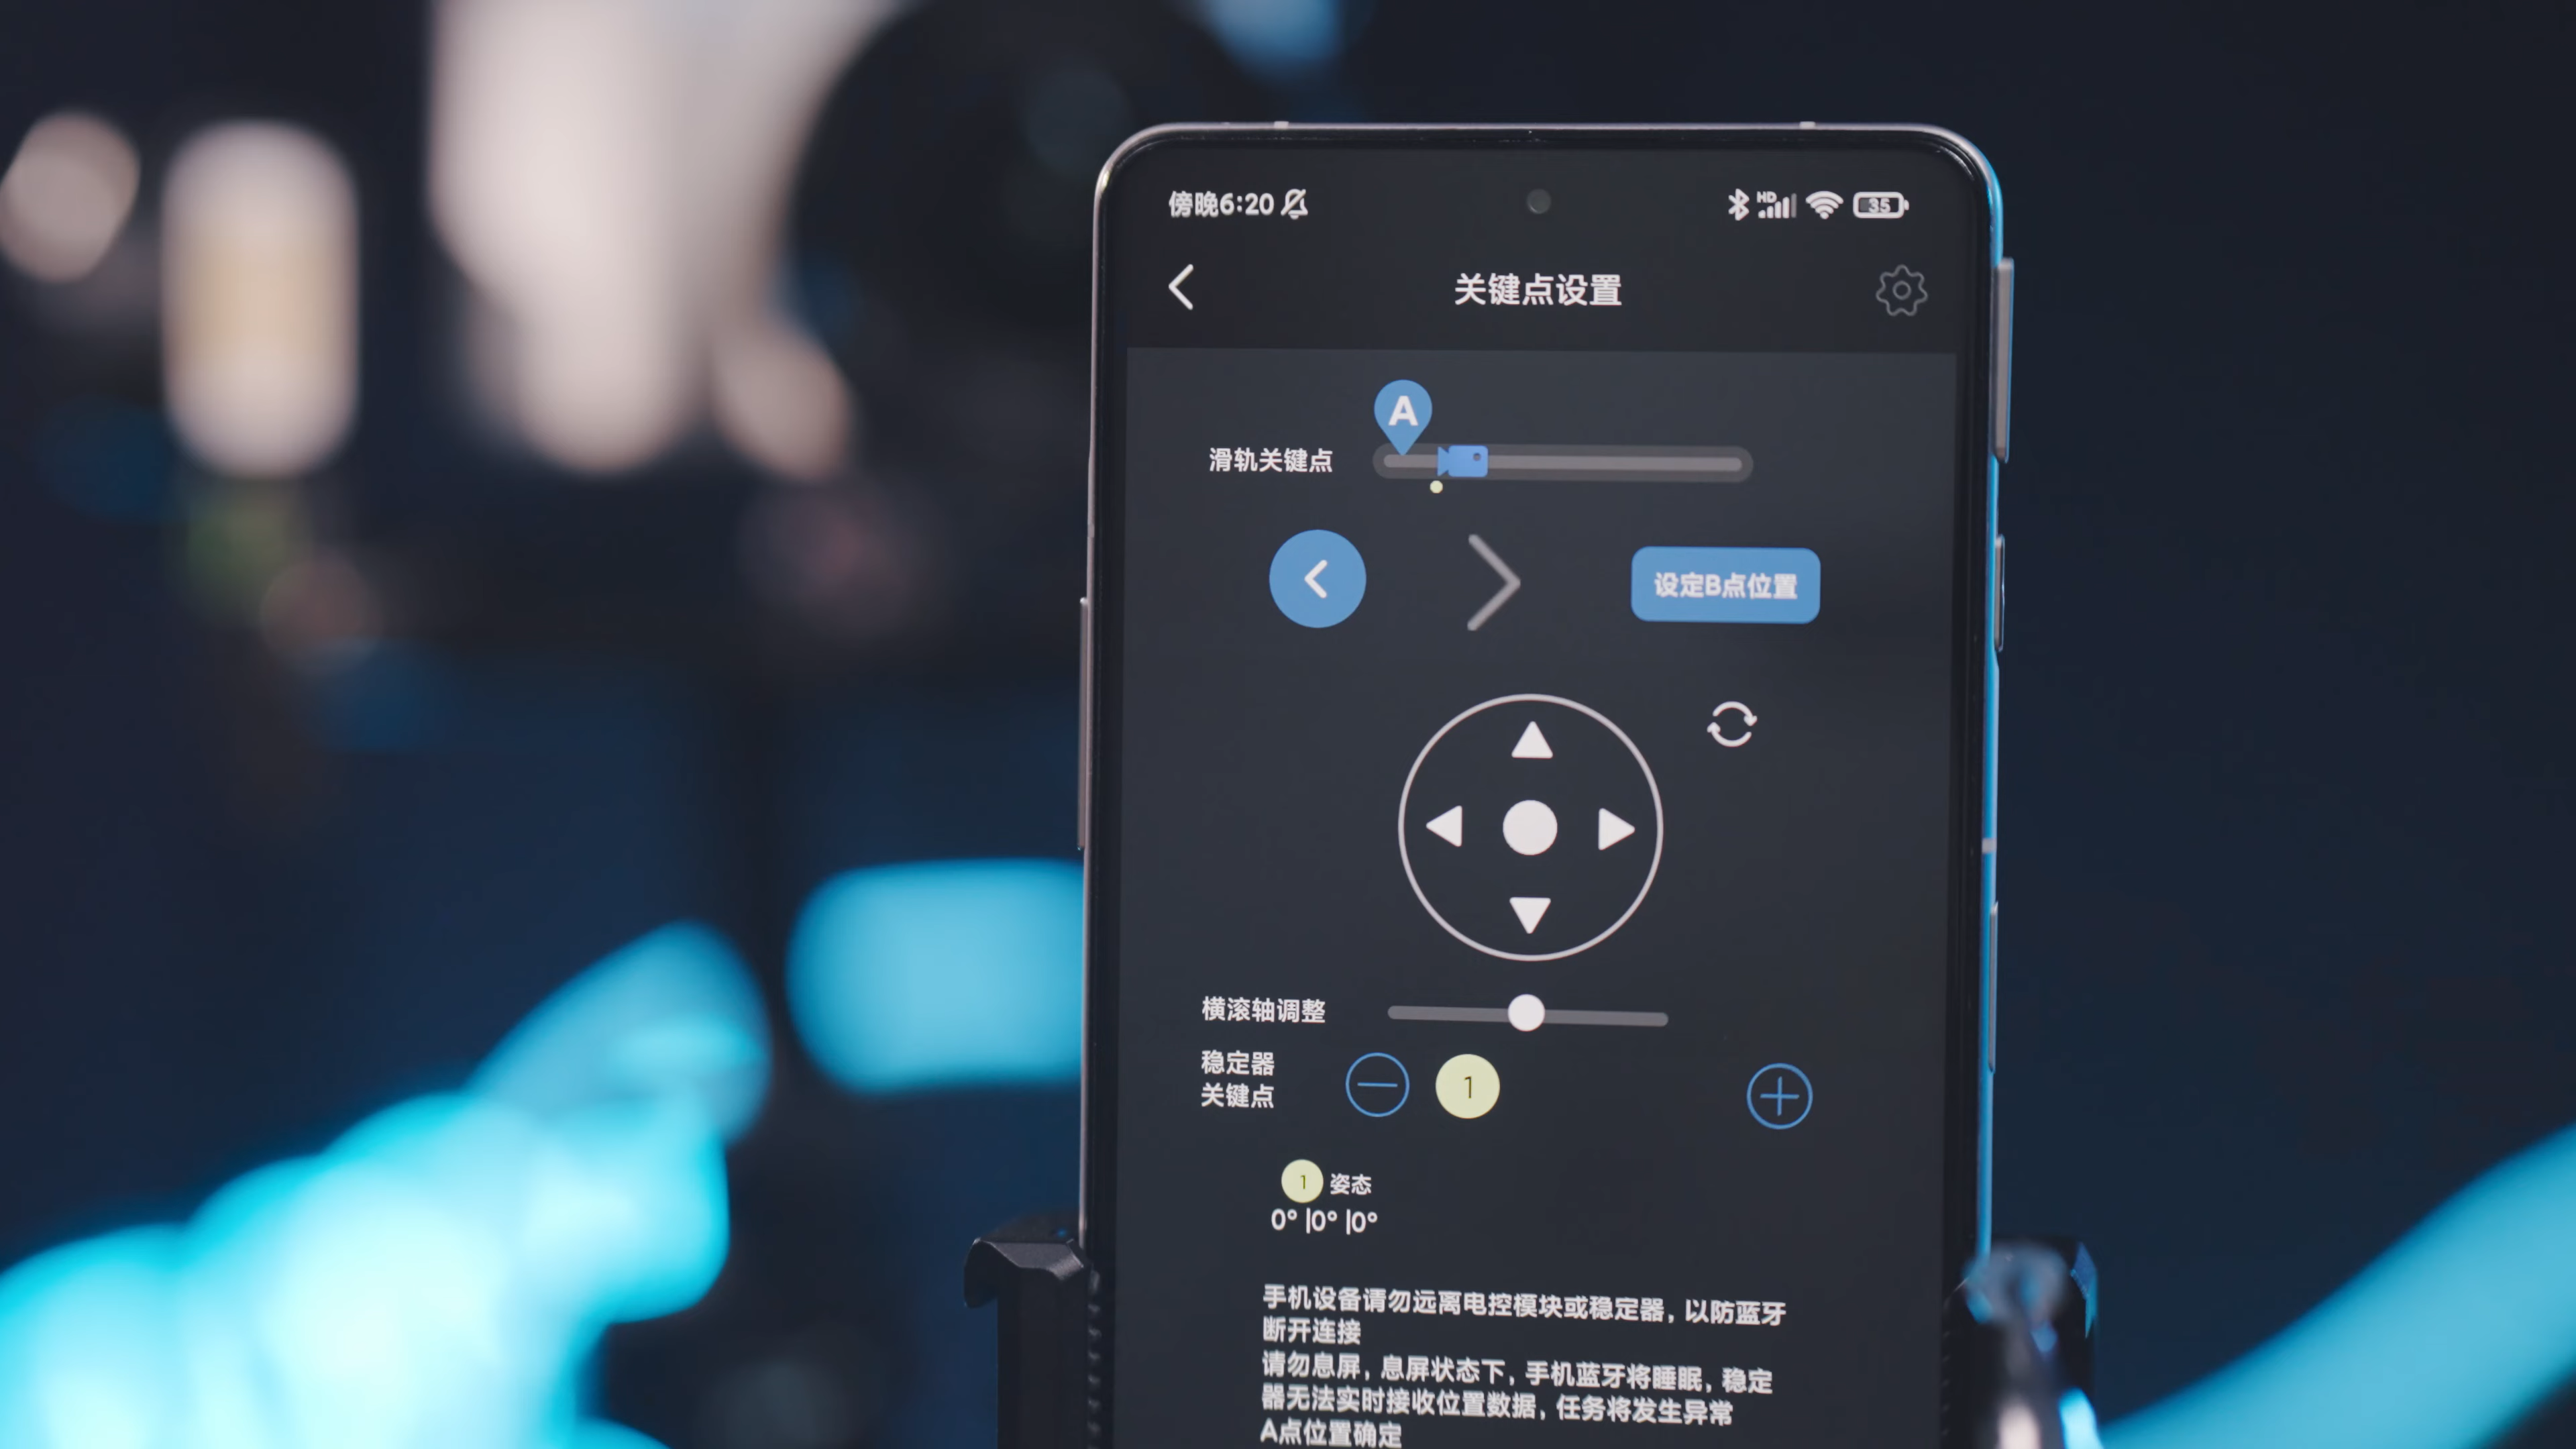 傍晚6:20 HD 35
关键点设置
A
滑轨关键点
设定B点位置
横滚轴调整
稳定器
关键点
1
1 姿态
0° |0° |0°
手机设备请勿远离电控模块或稳定器，以防蓝牙
断开连接
请勿息屏，息屏状态下，手机蓝牙将睡眠，稳定
器无法实时接收位置数据，任务将发生异常
A点位置确定